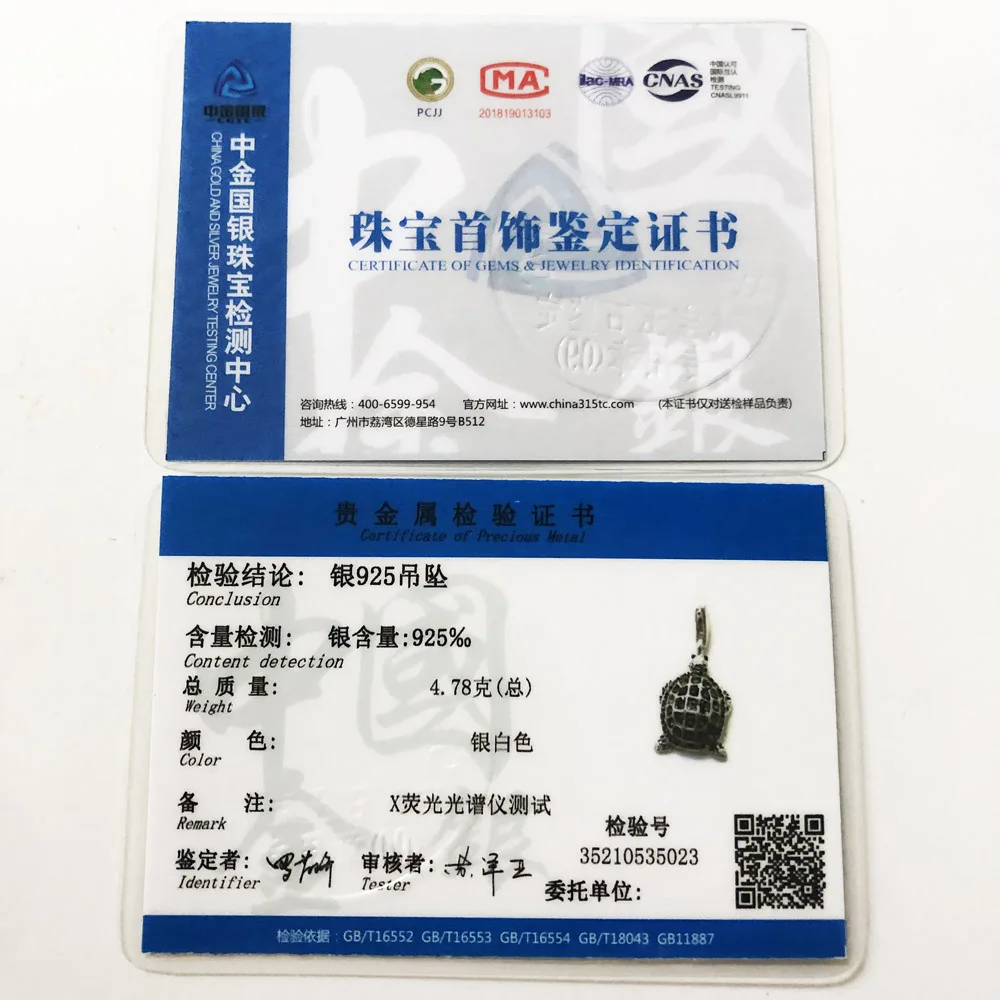 PCJJ
MA
201819013103
ilac-MRA
CNAS
中国认可
国际互认
检测
TESTING
CNASL9911
中金国银
CGTC
中金国银珠宝检测中心
CHINA GOLD AND SILVER JEWELRY TESTING CENTER
珠宝首饰鉴定证书
CERTIFICATE OF GEMS & JEWELRY IDENTIFICATION
(09)
咨询热线：400-6599-954 官方网址：www.china315tc.com (本证书仅对送检样品负责)
地址：广州市荔湾区德星路9号B512
贵金属检验证书
Certificate of Precious Metal
检验结论: 银925吊坠
Conclusion
含量检测: 银含量:925‰
Content detection
总质量: 4.78克(总)
Weight
颜色: 银白色
Color
备注: X荧光光谱仪测试
Remark
鉴定者: 审核者:
Identifier Tester
检验号
35210535023
委托单位:
检验依据：GB/T16552 GB/T16553 GB/T16554 GB/T18043 GB11887